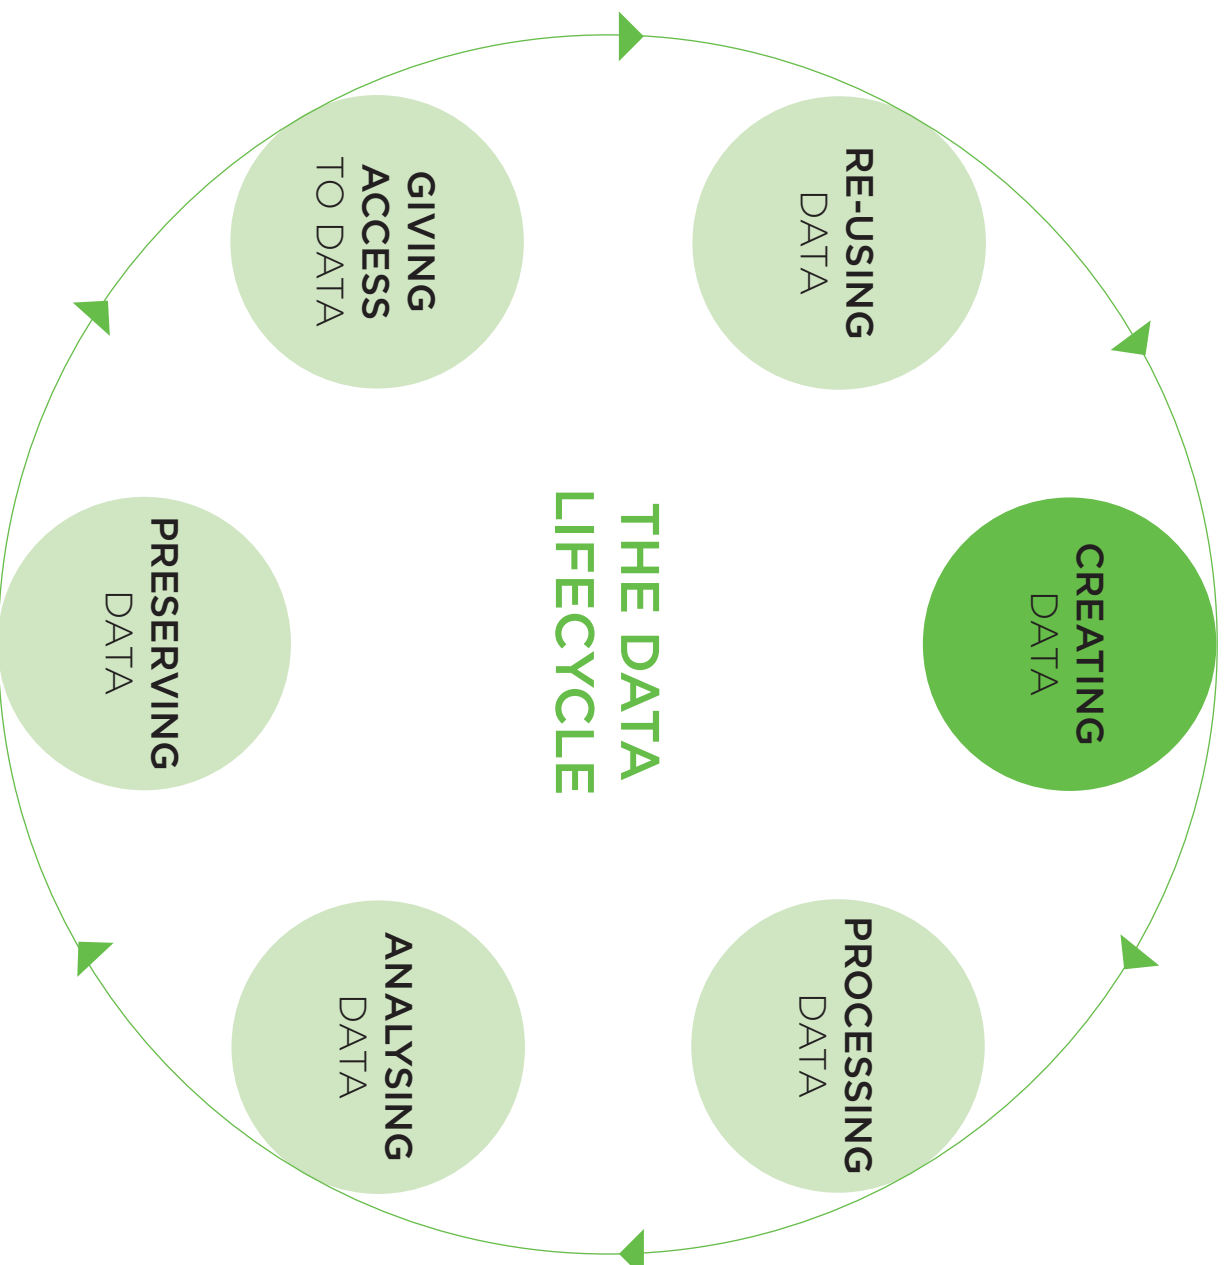 THE DATA
LIFECYCLE
CREATING
DATA
PROCESSING
DATA
ANALYSING
DATA
PRESERVING
DATA
GIVING
ACCESS
TO DATA
RE-USING
DATA